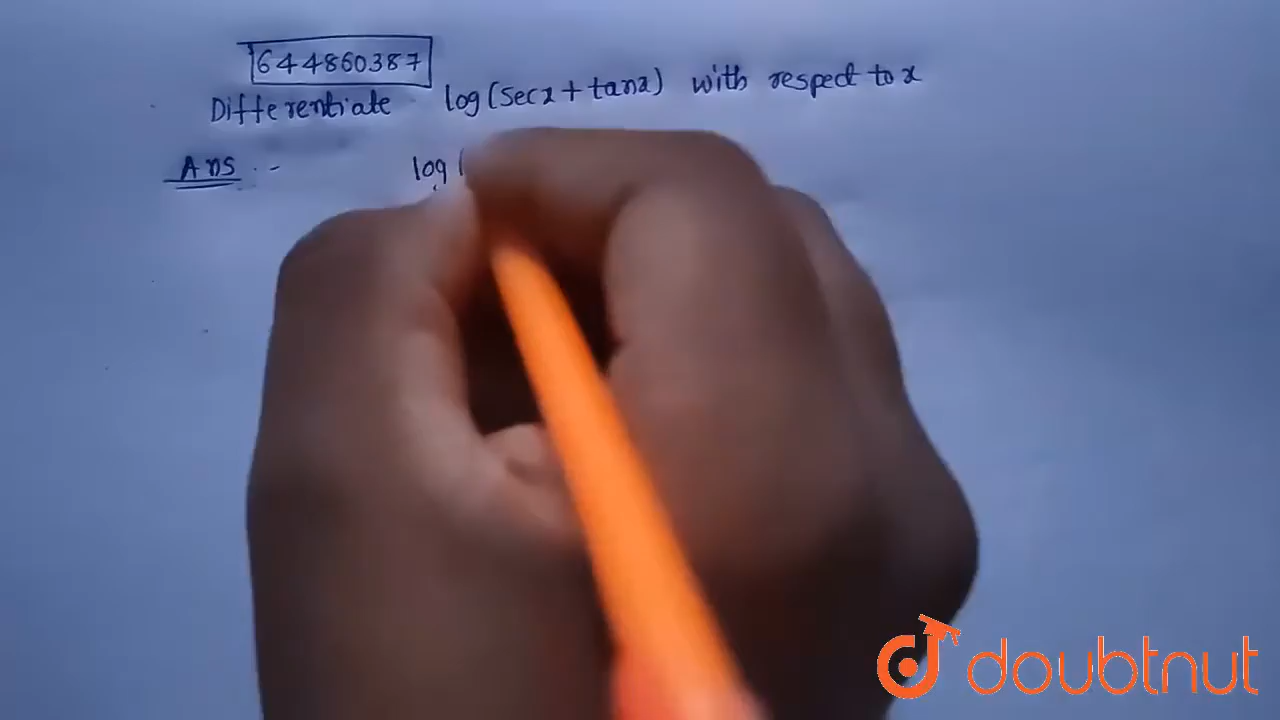 644860387
Differentiate log(secx+tanx) with respect to x
Ans :- log(
doubtnut